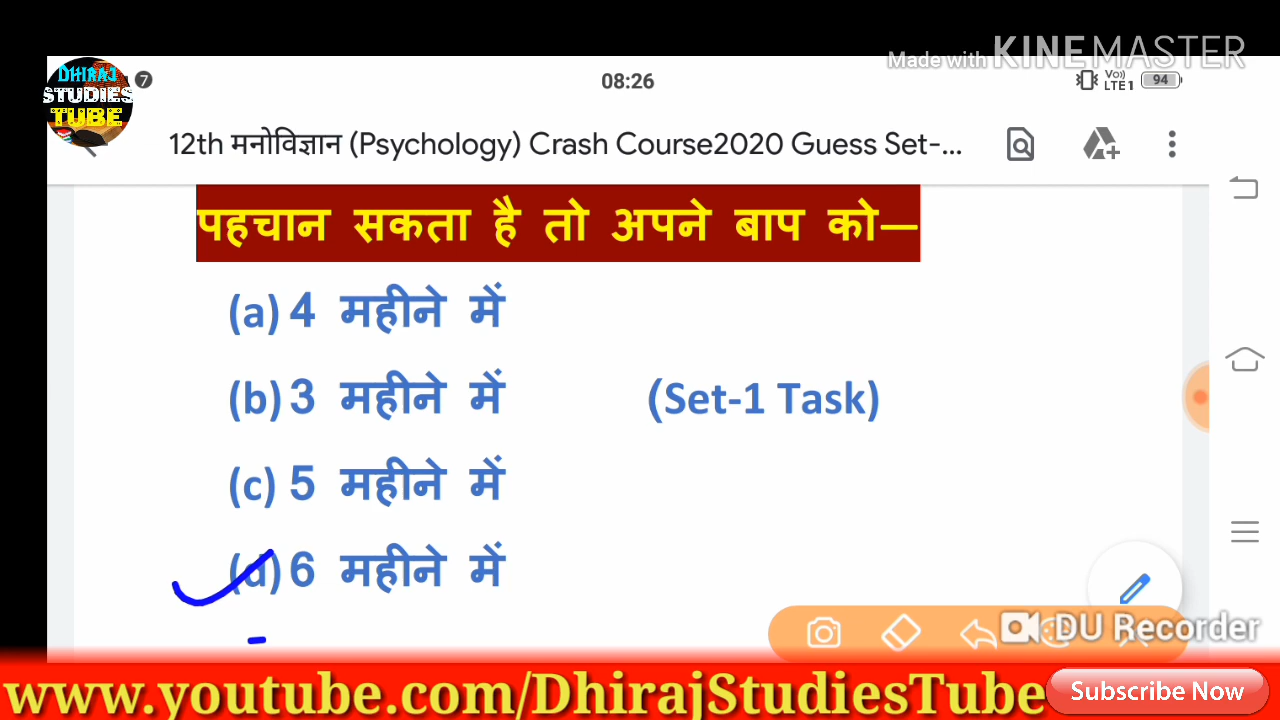 Made with KINEMASTER
DHIRAJ
STUDIES
TUBE
7
08:26
Vo))
LTE1
94
12th मनोविज्ञान (Psychology) Crash Course2020 Guess Set-...
पहचान सकता है तो अपने बाप को—
(a) 4 महीने में
(b) 3 महीने में (Set-1 Task)
(c) 5 महीने में
(d) 6 महीने में
DU Recorder
www.youtube.com/DhirajStudiesTube
Subscribe Now